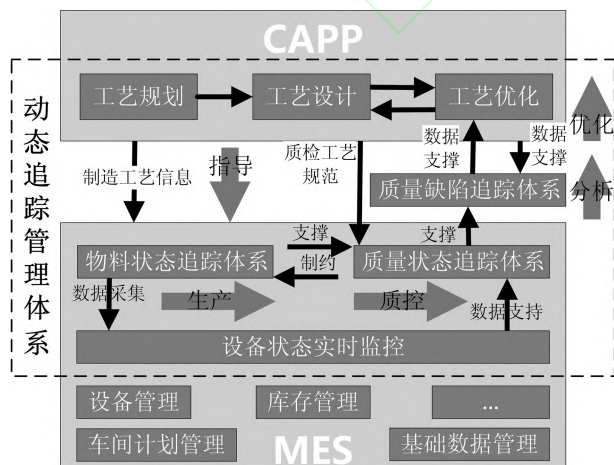 CAPP
动态追踪管理体系
工艺规划
工艺设计
工艺优化
优化
制造工艺信息
指导
质检工艺
规范
数据
支撑
数据
支撑
质量缺陷追踪体系
分析
支撑
物料状态追踪体系
支撑
制约
质量状态追踪体系
数据采集
生产
质控
数据支持
设备状态实时监控
设备管理
库存管理
...
车间计划管理
MES
基础数据管理